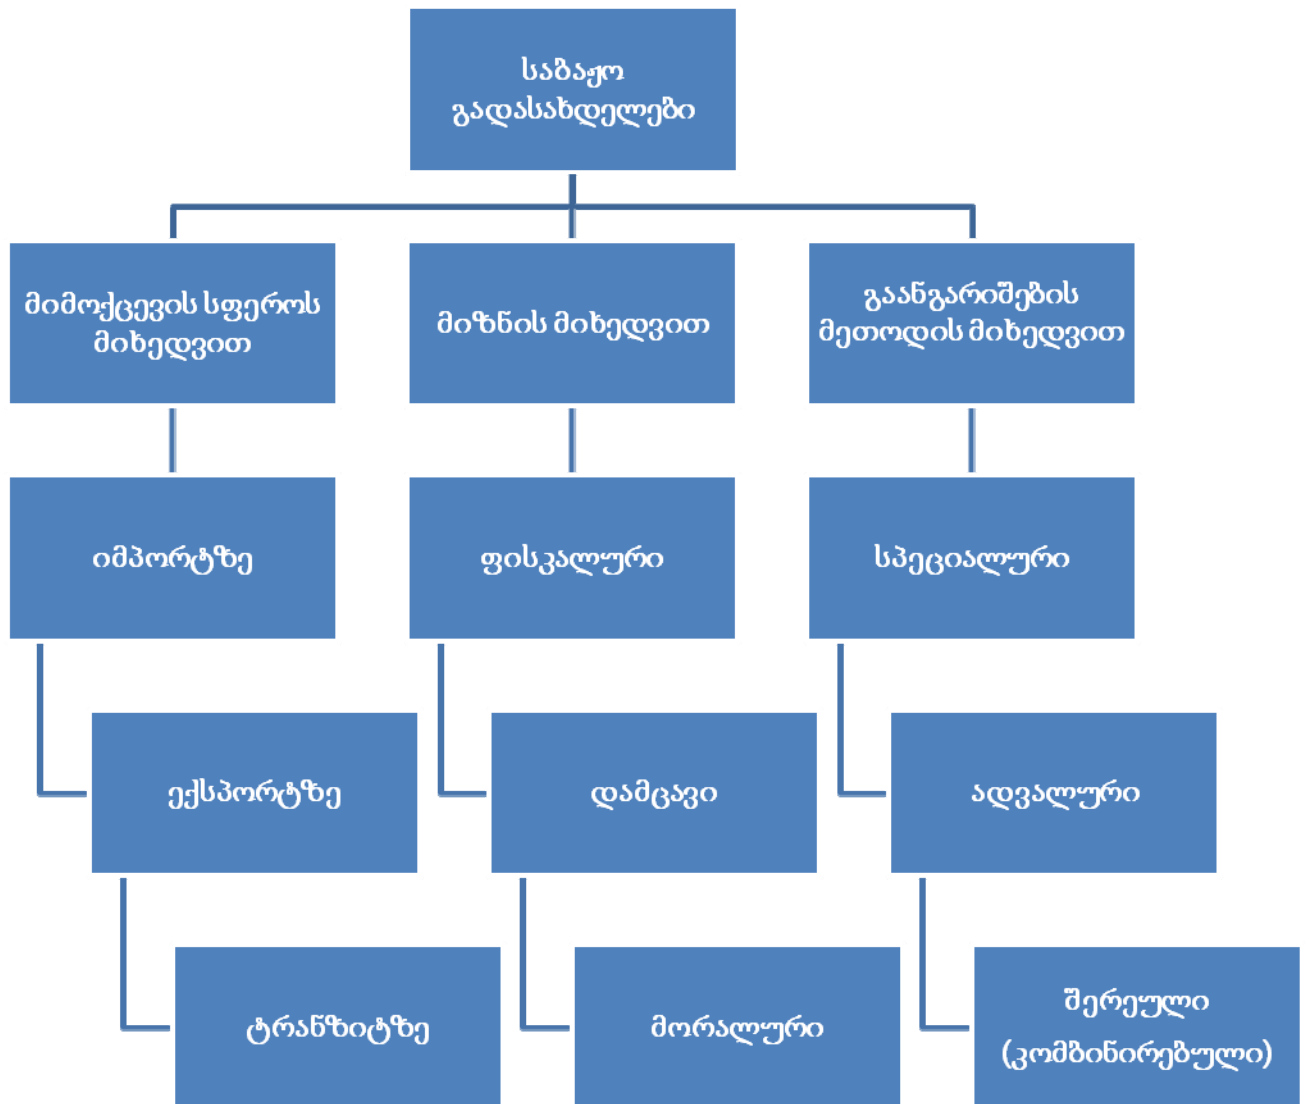 საბაჟო
გადასახდელები
მიმოქცევის სფეროს
მიხედვით
მიზნის მიხედვით
გაანგარიშების
მეთოდის მიხედვით
იმპორტზე
ფისკალური
სპეციალური
ექსპორტზე
დამცავი
ადვალური
ტრანზიტზე
მორალური
შერეული
(კომბინირებული)